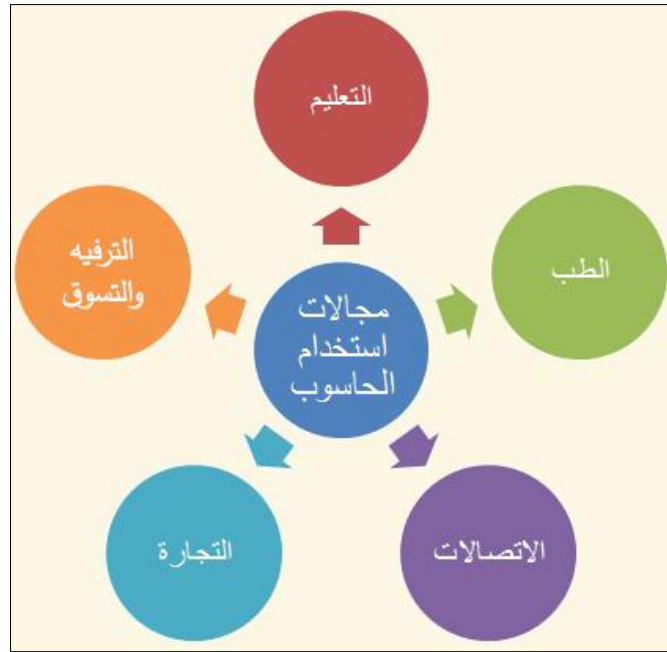 التعليم
الطب
الترفيه
والتسوق
مجالات
استخدام
الحاسوب
الاتصالات
التجارة